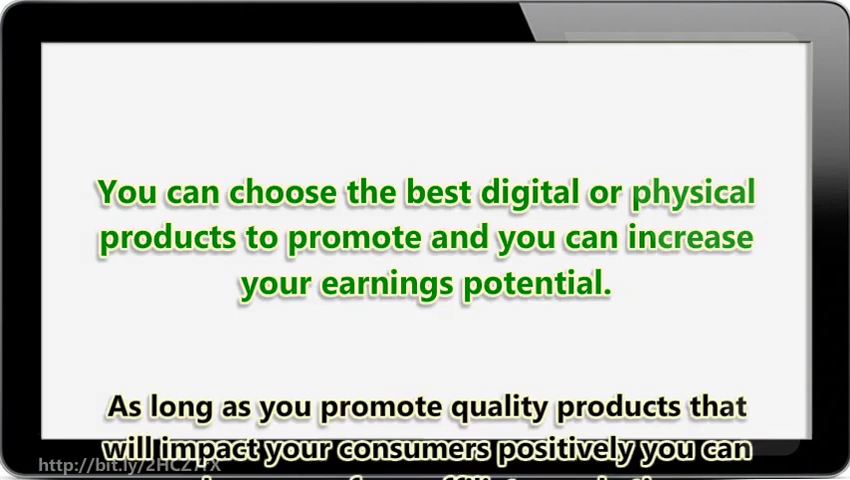 You can choose the best digital or physical
products to promote and you can increase
your earnings potential.
As long as you promote quality products that
will impact your consumers positively you can